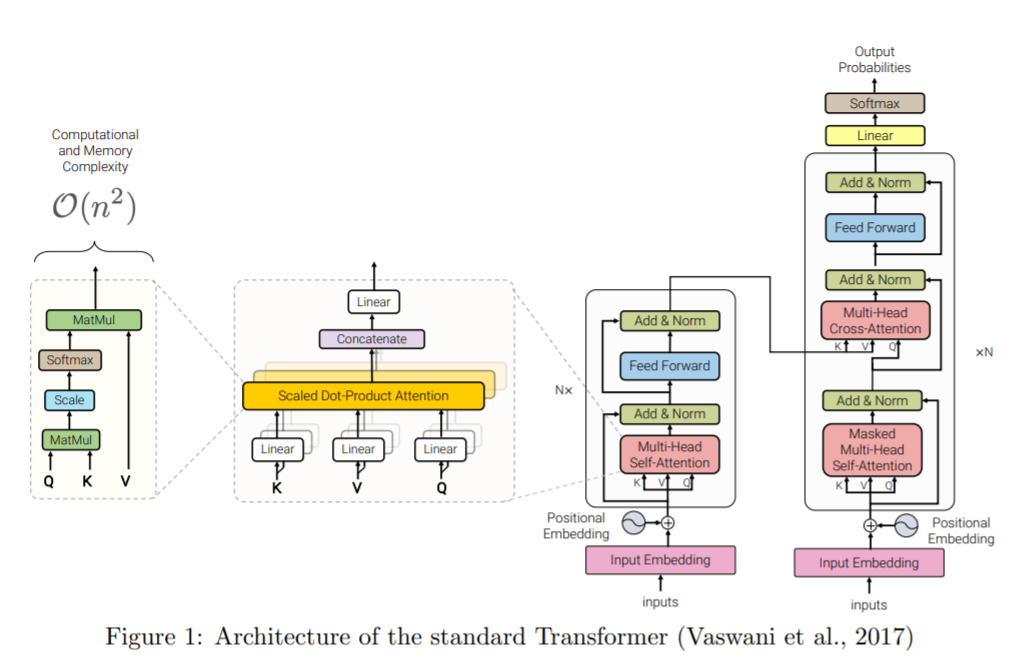 Computational
and Memory
Complexity
O(n²)
MatMul
Softmax
Scale
MatMul
Q K V
Linear
Concatenate
Scaled Dot-Product Attention
Linear Linear Linear
K V Q
Add & Norm
Feed Forward
N×
Add & Norm
Multi-Head
Self-Attention
K V Q
Positional
Embedding
Input Embedding
inputs
Output
Probabilities
Softmax
Linear
Add & Norm
Feed Forward
Add & Norm
Multi-Head
Cross-Attention
K V Q
×N
Add & Norm
Masked
Multi-Head
Self-Attention
K V Q
Positional
Embedding
Input Embedding
inputs
Figure 1: Architecture of the standard Transformer (Vaswani et al., 2017)